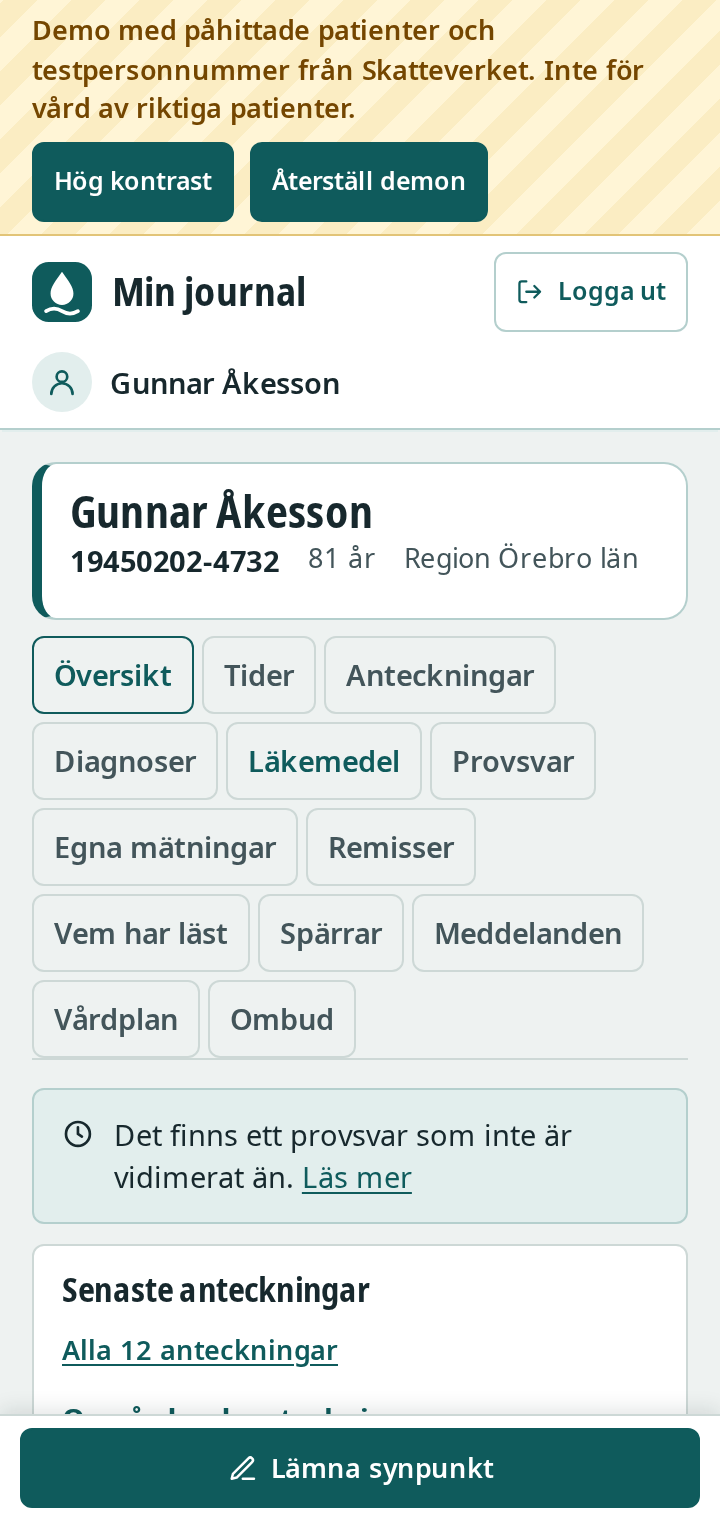 Demo med påhittade patienter och
testpersonnummer från Skatteverket. Inte för
vård av riktiga patienter.
Hög kontrast
Återställ demon
Min journal
Logga ut
Gunnar Åkesson
Gunnar Åkesson
19450202-4732 81 år Region Örebro län
Översikt Tider Anteckningar
Diagnoser Läkemedel Provsvar
Egna mätningar Remisser
Vem har läst Spärrar Meddelanden
Vårdplan Ombud
Det finns ett provsvar som inte är
vidimerat än. Läs mer
Senaste anteckningar
Alla 12 anteckningar
Lämna synpunkt